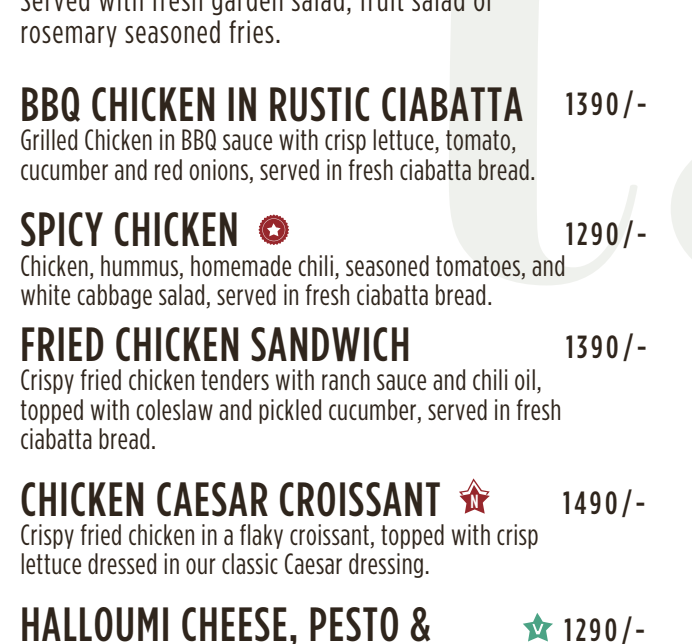 Served with fresh garden salad, fruit salad or
rosemary seasoned fries.
BBQ CHICKEN IN RUSTIC CIABATTA 1390/-
Grilled Chicken in BBQ sauce with crisp lettuce, tomato,
cucumber and red onions, served in fresh ciabatta bread.
SPICY CHICKEN 1290/-
Chicken, hummus, homemade chili, seasoned tomatoes, and
white cabbage salad, served in fresh ciabatta bread.
FRIED CHICKEN SANDWICH 1390/-
Crispy fried chicken tenders with ranch sauce and chili oil,
topped with coleslaw and pickled cucumber, served in fresh
ciabatta bread.
CHICKEN CAESAR CROISSANT N 1490/-
Crispy fried chicken in a flaky croissant, topped with crisp
lettuce dressed in our classic Caesar dressing.
HALLOUMI CHEESE, PESTO & V 1290/-